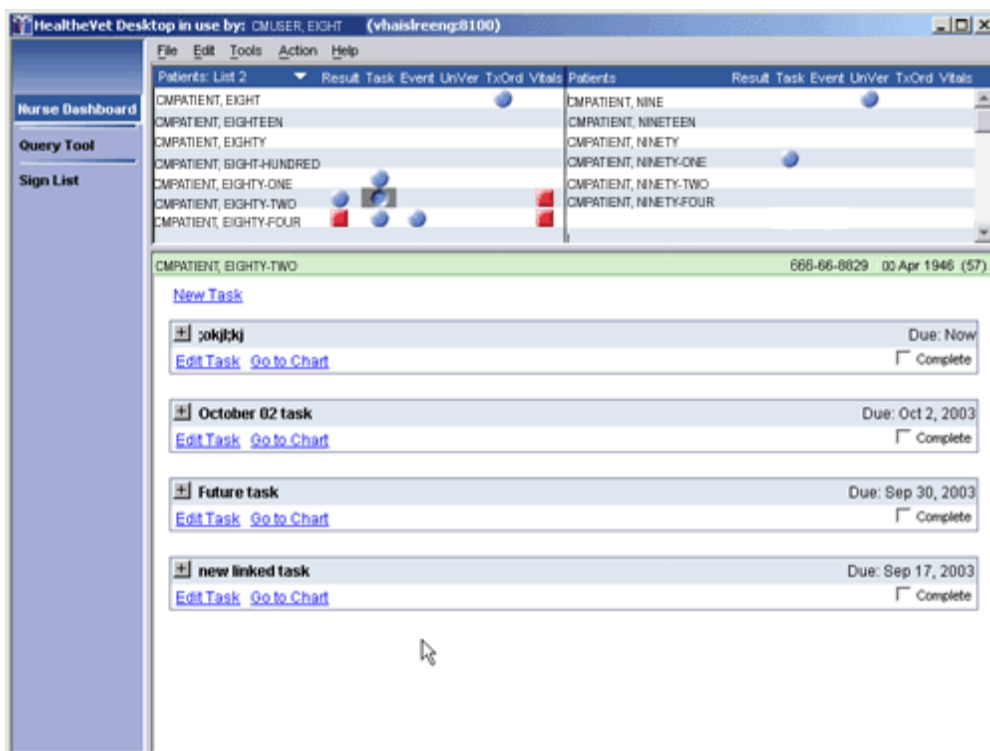 HealtheVet Desktop in use by: CMUSER, EIGHT (vhaislreeng:8100)
File Edit Tools Action Help
Nurse Dashboard
Query Tool
Sign List
Patients: List 2 Result Task Event UnVer TxOrd Vitals
CMPATIENT, EIGHT
CMPATIENT, EIGHTEEN
CMPATIENT, EIGHTY
CMPATIENT, EIGHT-HUNDRED
CMPATIENT, EIGHTY-ONE
CMPATIENT, EIGHTY-TWO
CMPATIENT, EIGHTY-FOUR
Patients Result Task Event UnVer TxOrd Vitals
CMPATIENT, NINE
CMPATIENT, NINETEEN
CMPATIENT, NINETY
CMPATIENT, NINETY-ONE
CMPATIENT, NINETY-TWO
CMPATIENT, NINETY-FOUR
CMPATIENT, EIGHTY-TWO 666-66-8829 00 Apr 1946 (57)
New Task
;okjl;kj Due: Now
Edit Task Go to Chart Complete
October 02 task Due: Oct 2, 2003
Edit Task Go to Chart Complete
Future task Due: Sep 30, 2003
Edit Task Go to Chart Complete
new linked task Due: Sep 17, 2003
Edit Task Go to Chart Complete